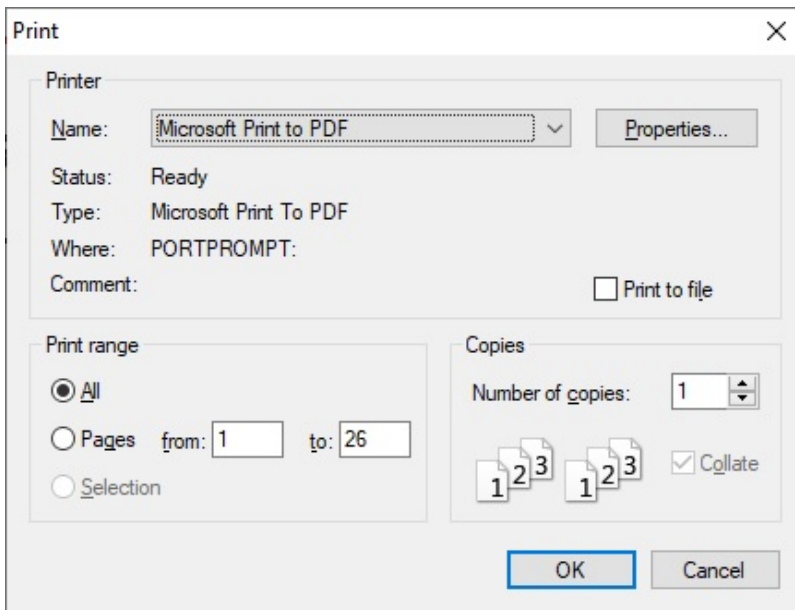 Print
Printer
Name: Microsoft Print to PDF Properties...
Status: Ready
Type: Microsoft Print To PDF
Where: PORTPROMPT:
Comment:
Print to file
Print range
All
Pages from: 1 to: 26
Selection
Copies
Number of copies: 1
1 2 3 1 2 3
Collate
OK Cancel